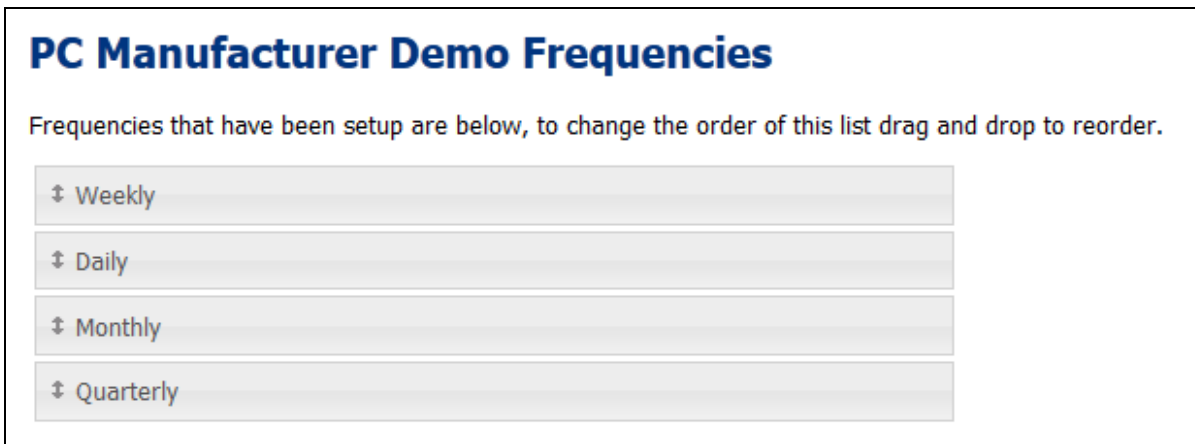 PC Manufacturer Demo Frequencies
Frequencies that have been setup are below, to change the order of this list drag and drop to reorder.
Weekly
Daily
Monthly
Quarterly